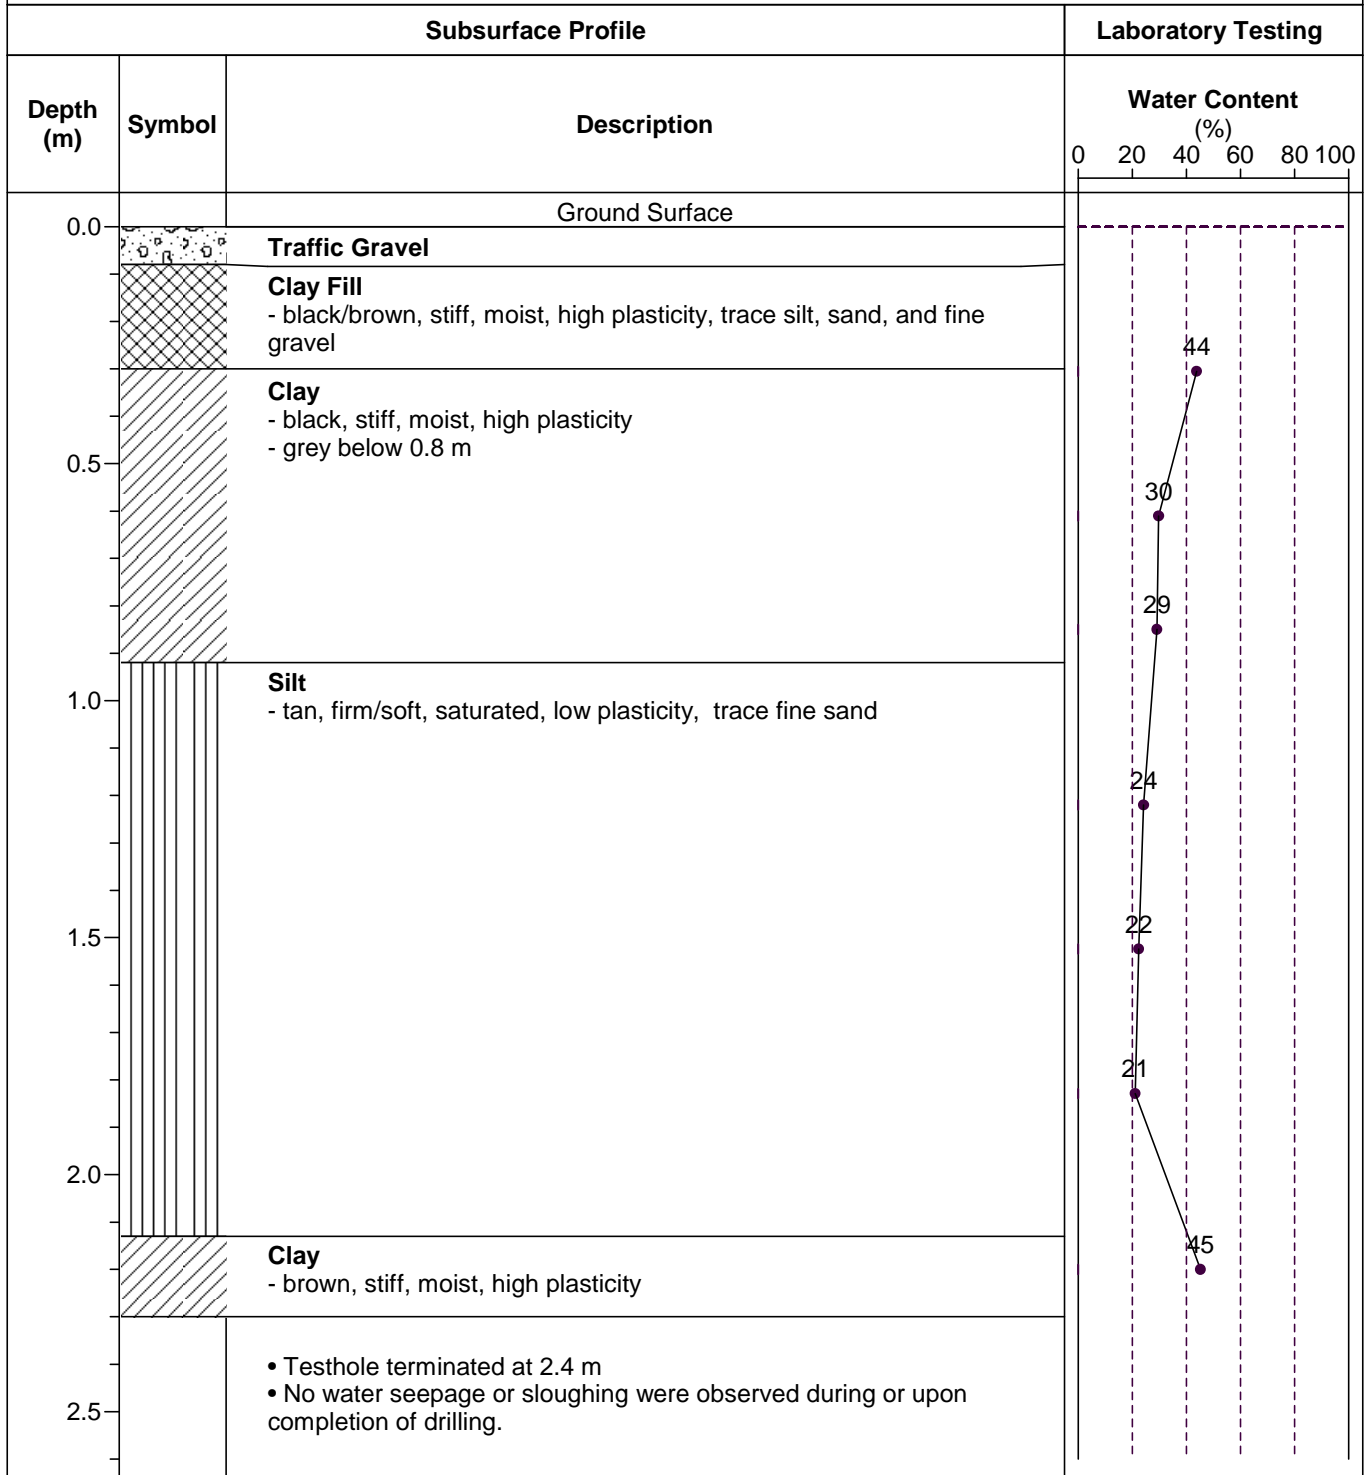 Subsurface Profile
Laboratory Testing
Depth
(m)
Symbol
Description
Water Content
(%)
0 20 40 60 80 100
Ground Surface
0.0
Traffic Gravel
Clay Fill
- black/brown, stiff, moist, high plasticity, trace silt, sand, and fine
gravel
44
Clay
- black, stiff, moist, high plasticity
- grey below 0.8 m
0.5
30
29
Silt
- tan, firm/soft, saturated, low plasticity, trace fine sand
1.0
24
22
1.5
21
2.0
45
Clay
- brown, stiff, moist, high plasticity
• Testhole terminated at 2.4 m
• No water seepage or sloughing were observed during or upon
completion of drilling.
2.5